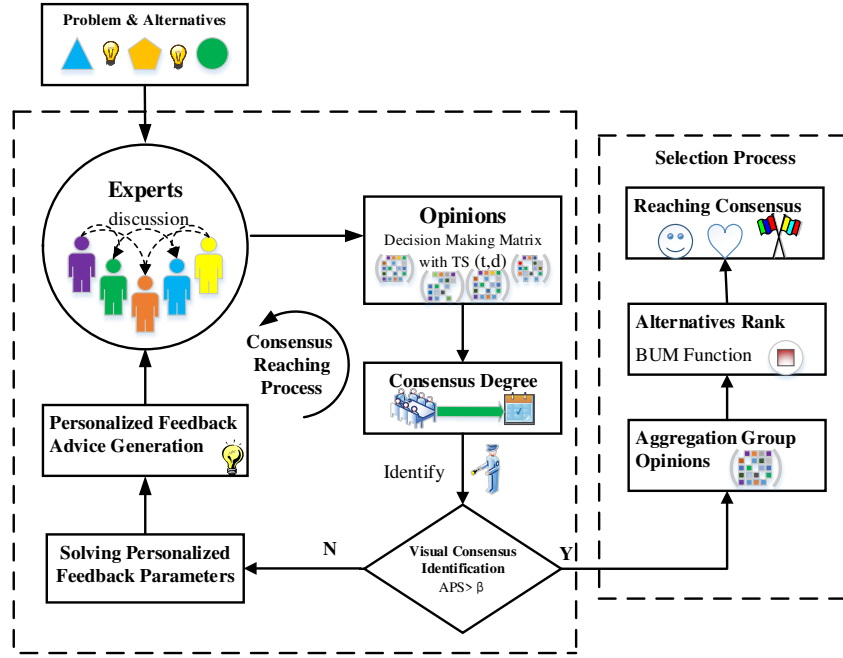 Problem & Alternatives
Experts
discussion
Opinions
Decision Making Matrix
with TS (t,d)
Consensus
Reaching
Process
Consensus Degree
Identify
Personalized Feedback
Advice Generation
Solving Personalized
Feedback Parameters
N
Visual Consensus
Identification
APS> β
Y
Selection Process
Reaching Consensus
Alternatives Rank
BUM Function
Aggregation Group
Opinions